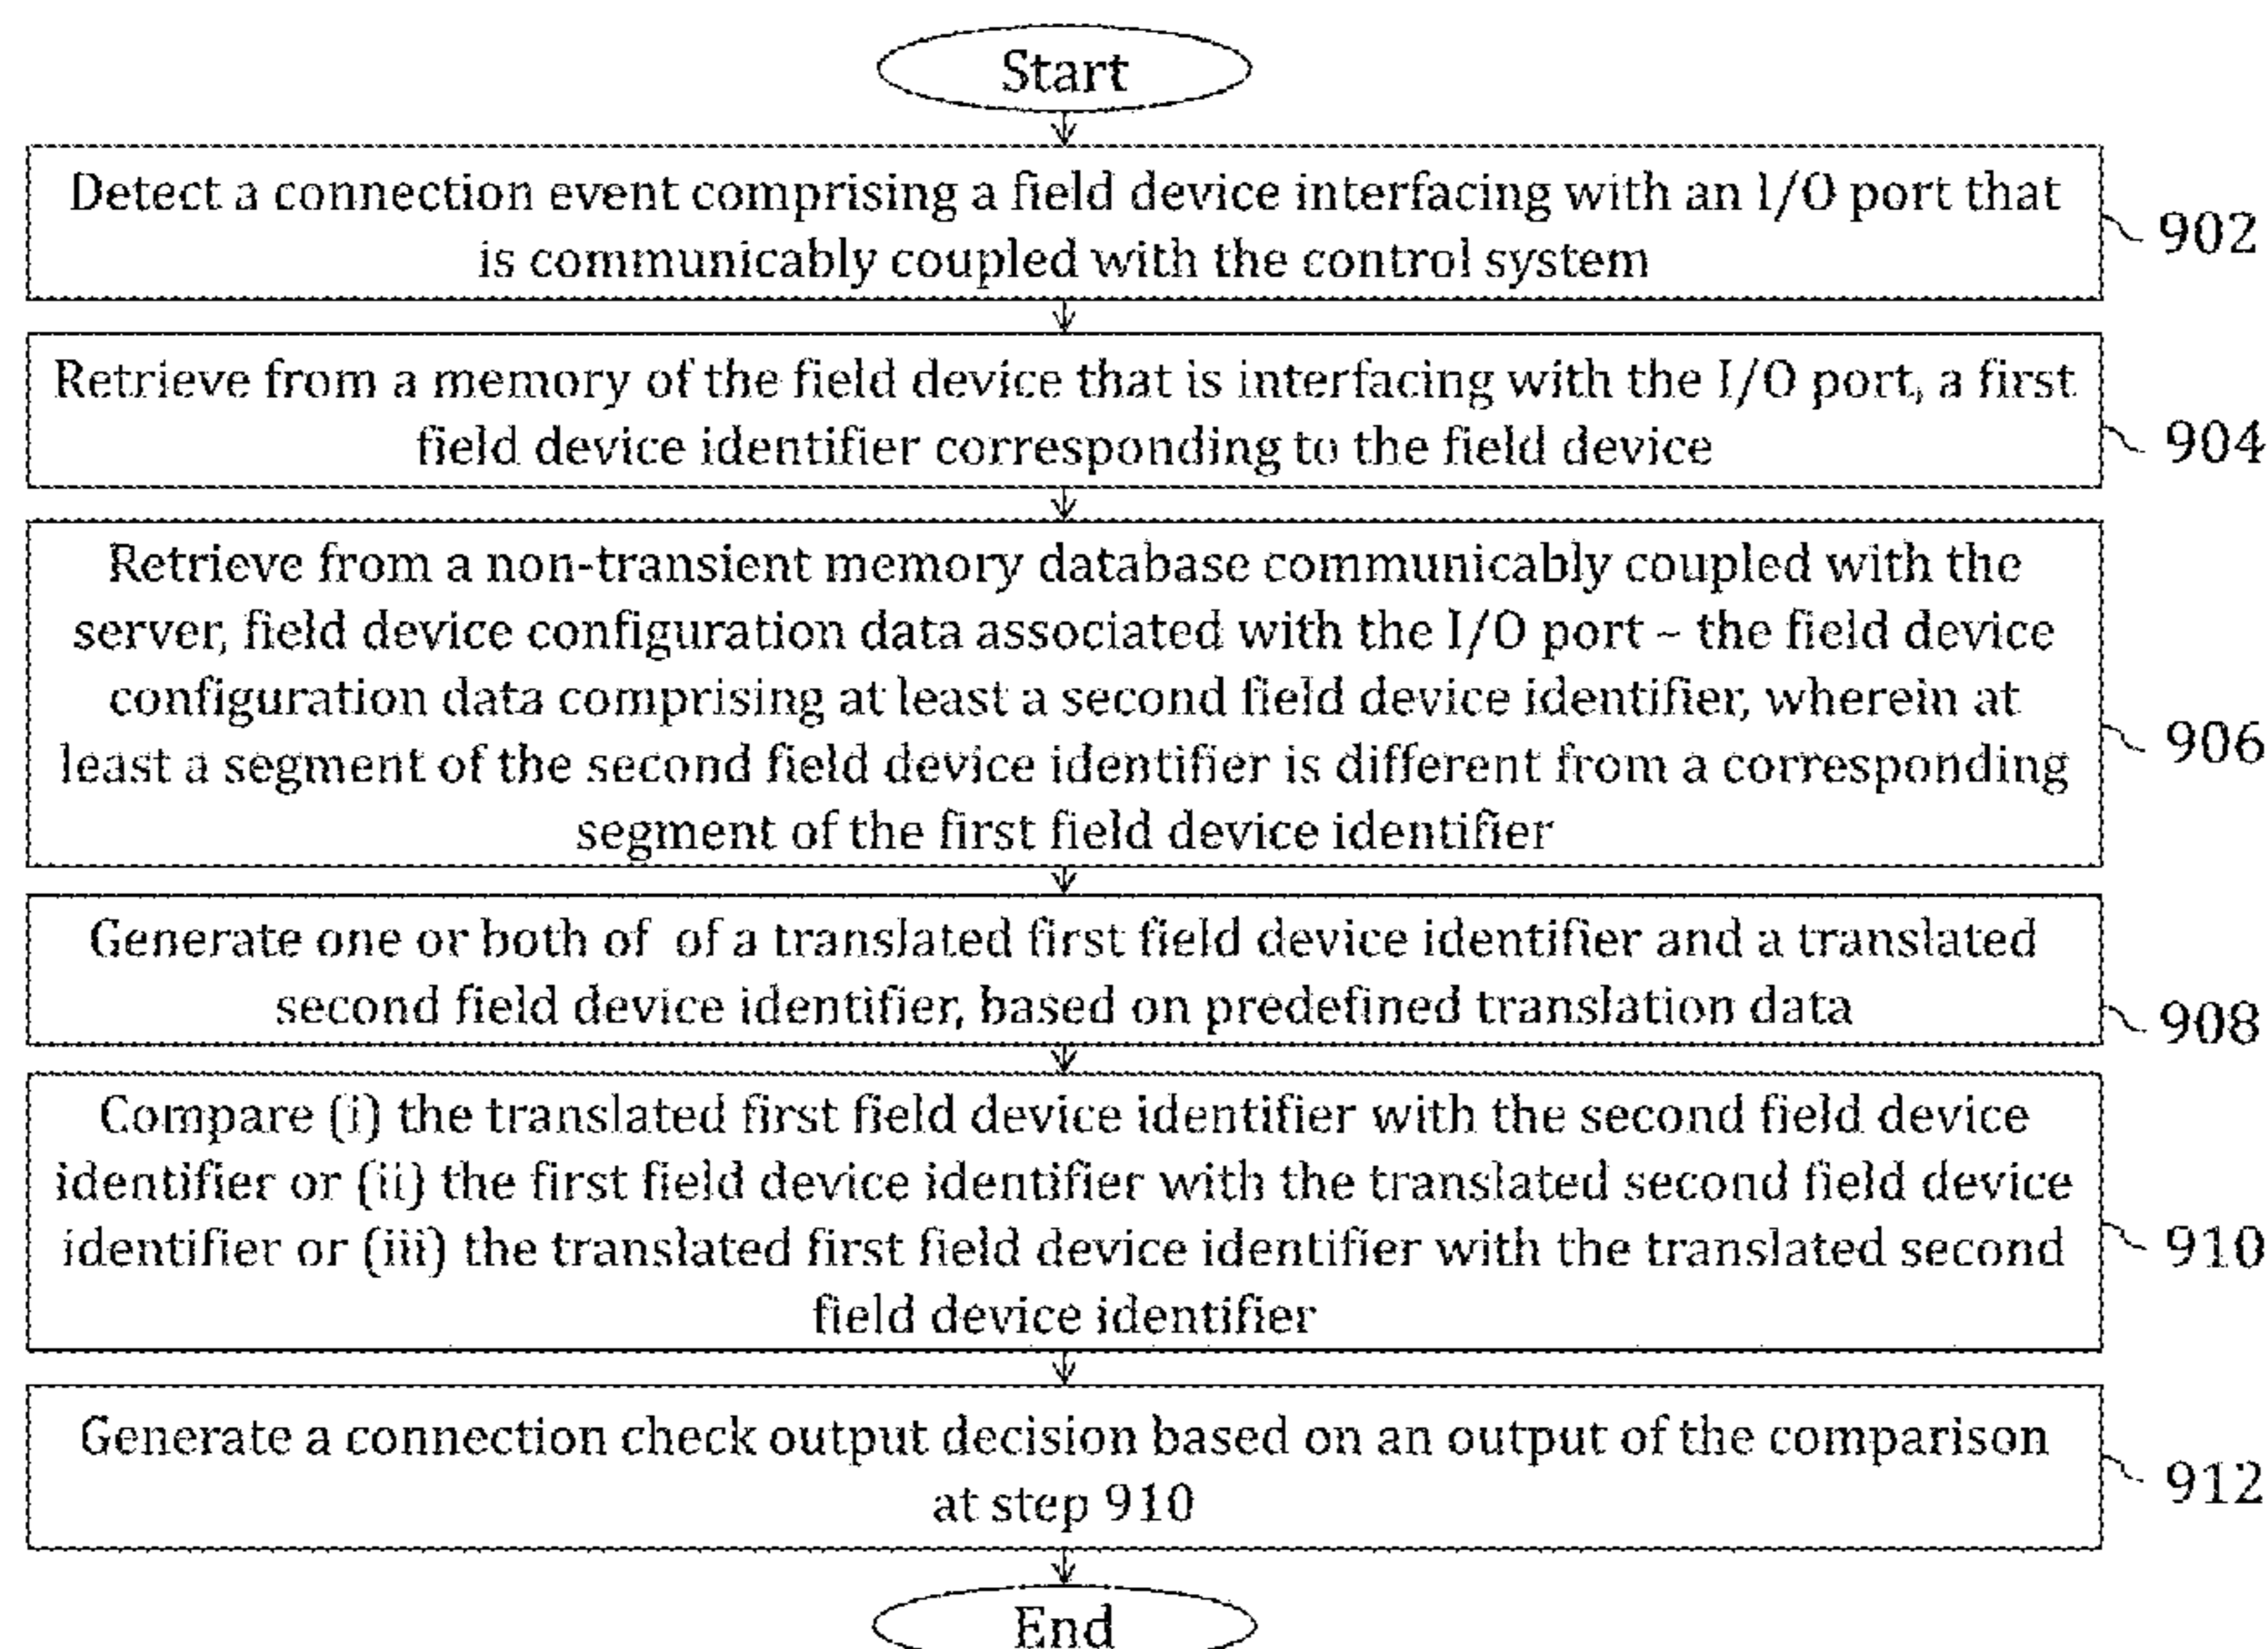 Start
Detect a connection event comprising a field device interfacing with an I/O port that
is communicably coupled with the control system
902
Retrieve from a memory of the field device that is interfacing with the I/O port, a first
field device identifier corresponding to the field device
904
Retrieve from a non-transient memory database communicably coupled with the
server, field device configuration data associated with the I/O port – the field device
configuration data comprising at least a second field device identifier, wherein at
least a segment of the second field device identifier is different from a corresponding
segment of the first field device identifier
906
Generate one or both of of a translated first field device identifier and a translated
second field device identifier, based on predefined translation data
908
Compare (i) the translated first field device identifier with the second field device
identifier or (ii) the first field device identifier with the translated second field device
identifier or (iii) the translated first field device identifier with the translated second
field device identifier
910
Generate a connection check output decision based on an output of the comparison
at step 910
912
End